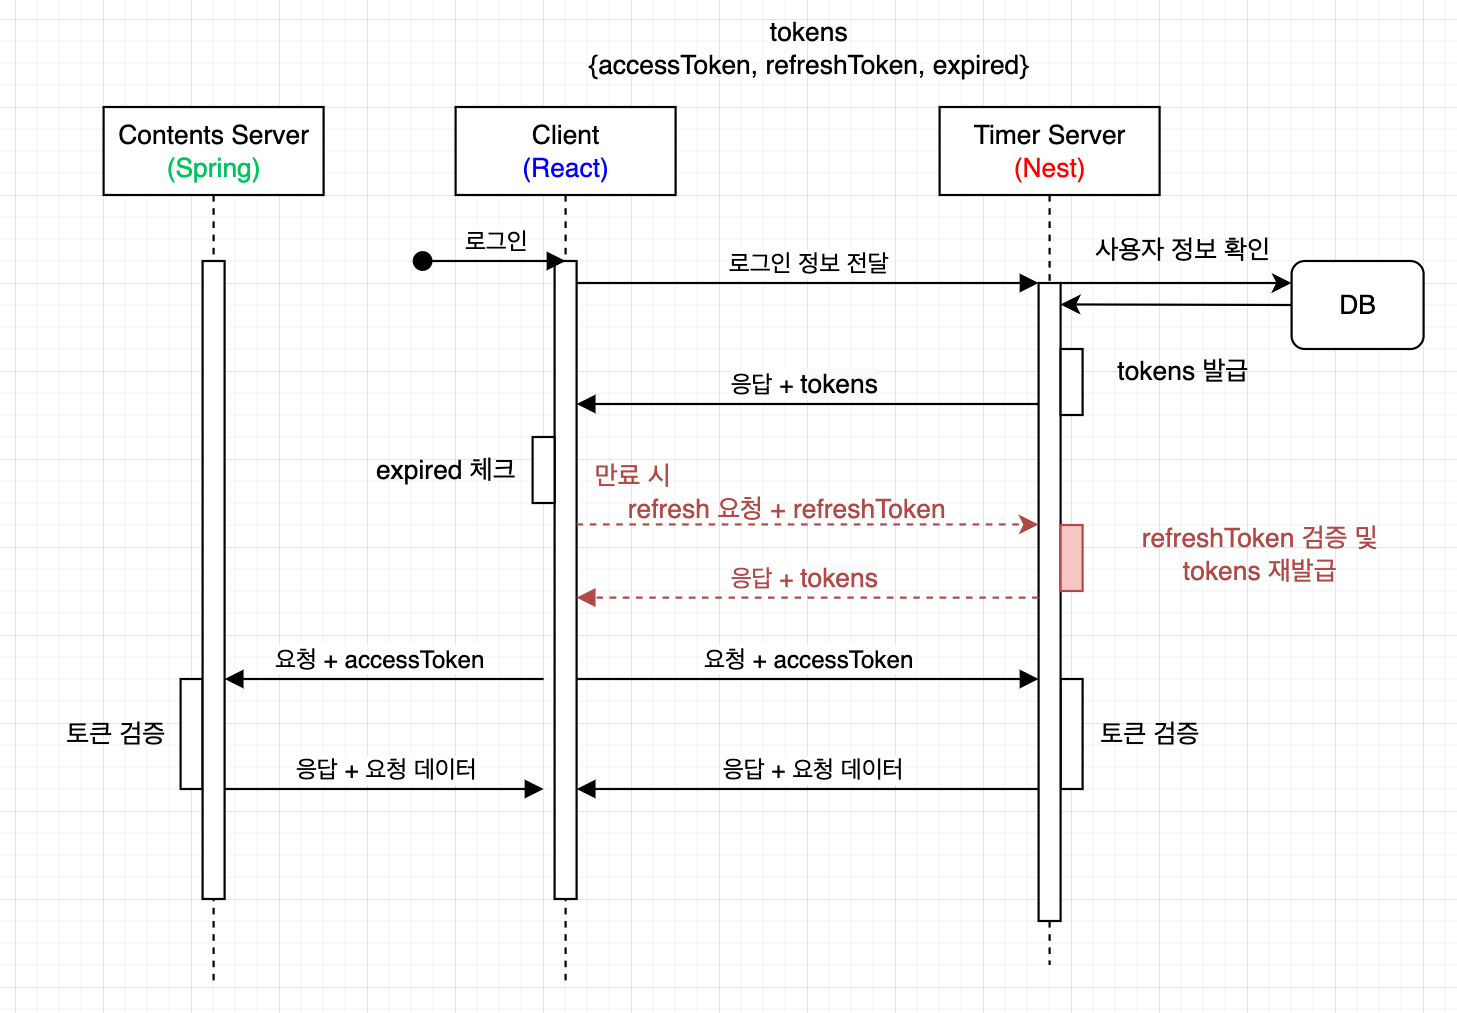 tokens
{accessToken, refreshToken, expired}
Contents Server
(Spring)
Client
(React)
Timer Server
(Nest)
로그인
로그인 정보 전달
사용자 정보 확인
DB
tokens 발급
응답 + tokens
expired 체크
만료 시
refresh 요청 + refreshToken
refreshToken 검증 및
tokens 재발급
응답 + tokens
요청 + accessToken
요청 + accessToken
토큰 검증
토큰 검증
응답 + 요청 데이터
응답 + 요청 데이터